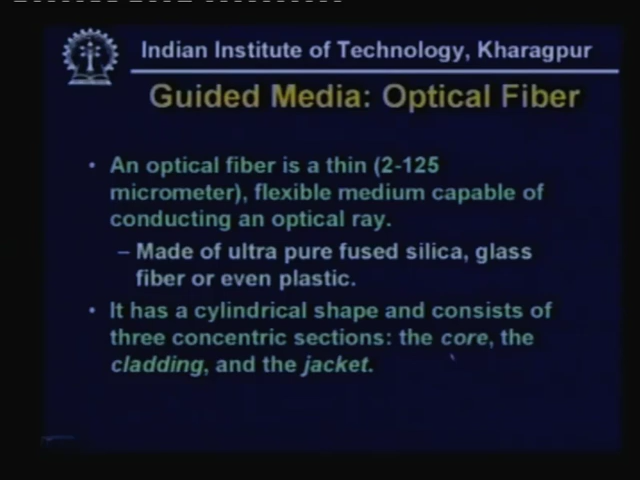 Indian Institute of Technology, Kharagpur
Guided Media: Optical Fiber
• An optical fiber is a thin (2-125
micrometer), flexible medium capable of
conducting an optical ray.
– Made of ultra pure fused silica, glass
fiber or even plastic.
• It has a cylindrical shape and consists of
three concentric sections: the core, the
cladding, and the jacket.